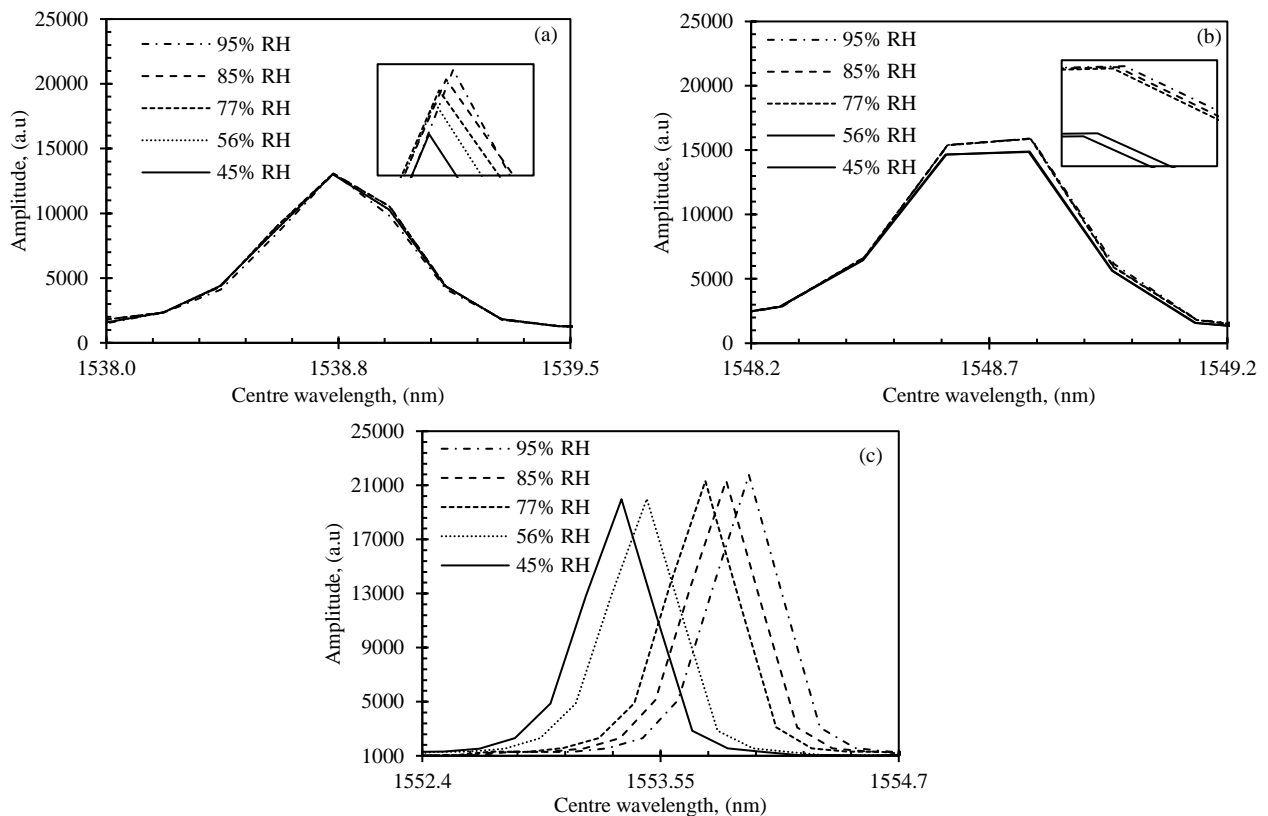 25000
20000
15000
10000
5000
0
Amplitude, (a.u)
95% RH
85% RH
77% RH
56% RH
45% RH
(a)
1538.0 1538.8 1539.5
Centre wavelength, (nm)
25000
20000
15000
10000
5000
0
Amplitude, (a.u)
95% RH
85% RH
77% RH
56% RH
45% RH
(b)
1548.2 1548.7 1549.2
Centre wavelength, (nm)
25000
21000
17000
13000
9000
5000
1000
Amplitude, (a.u)
95% RH
85% RH
77% RH
56% RH
45% RH
(c)
1552.4 1553.55 1554.7
Centre wavelength, (nm)